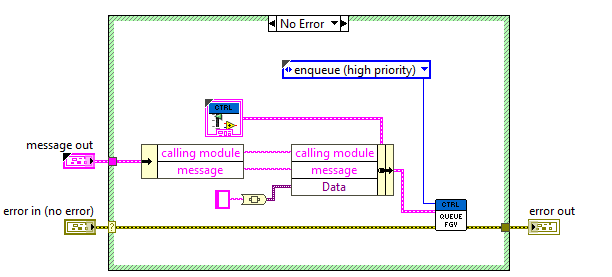 No Error
enqueue (high priority)
CTRL
message out
calling module
calling module
message
message
Data
error in (no error)
?
CTRL
QUEUE
FGV
error out